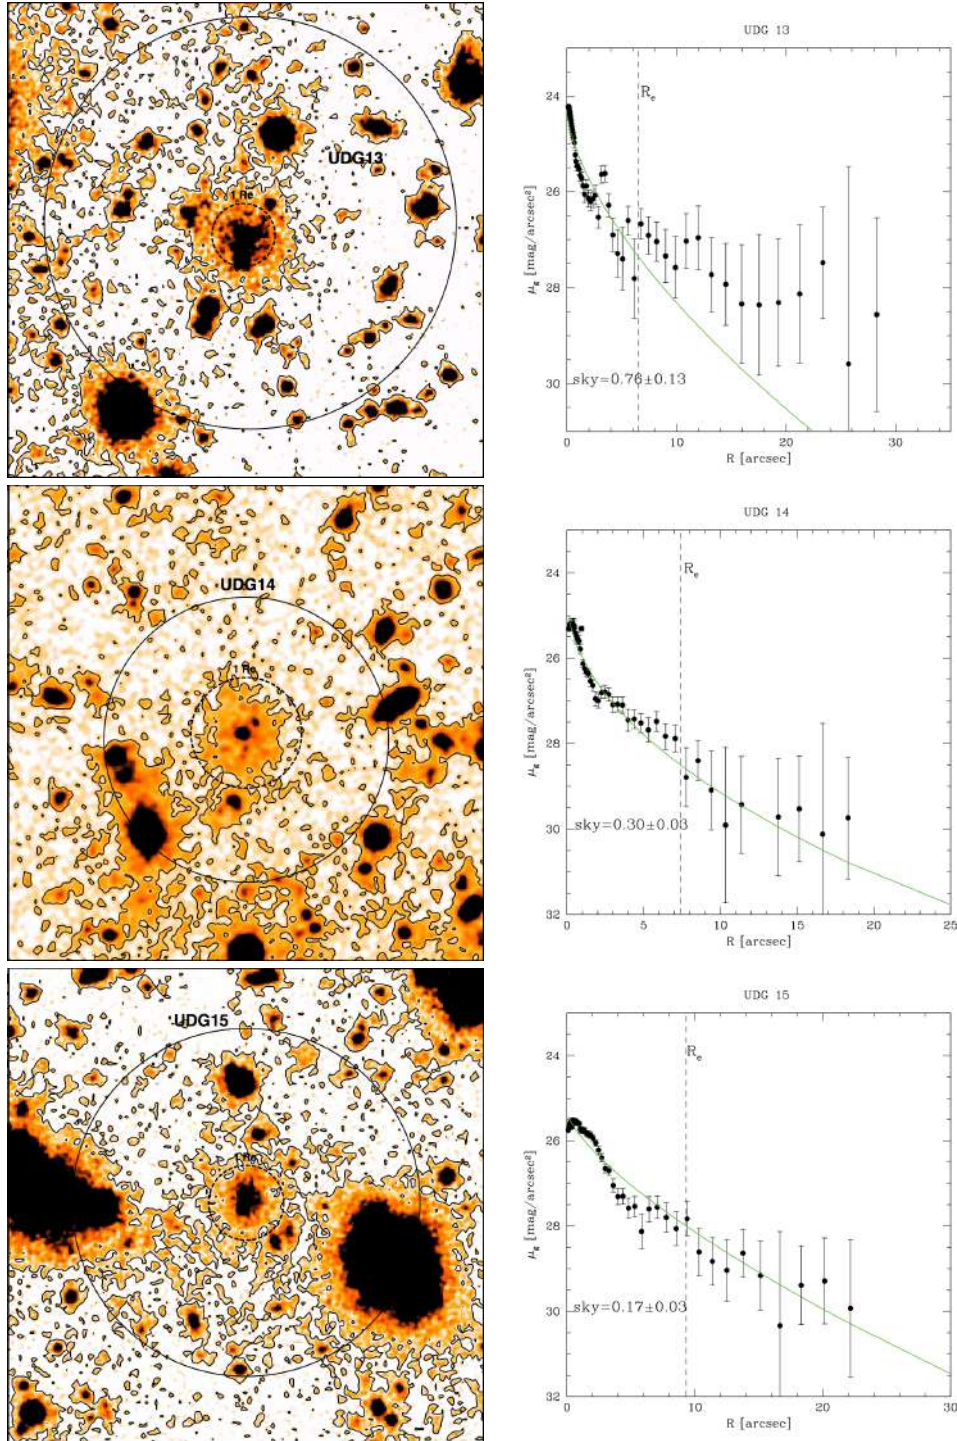 UDG13
1 Re
UDG 13
24
26
28
30
μg [mag/arcsec²]
Re
sky=0.76±0.13
0
10
20
30
R [arcsec]
UDG14
1 Re
UDG 14
24
26
28
30
32
μg [mag/arcsec²]
Re
sky=0.30±0.03
0
5
10
15
20
25
R [arcsec]
UDG15
1 Re
UDG 15
24
26
28
30
32
μg [mag/arcsec²]
Re
sky=0.17±0.03
0
10
20
30
R [arcsec]